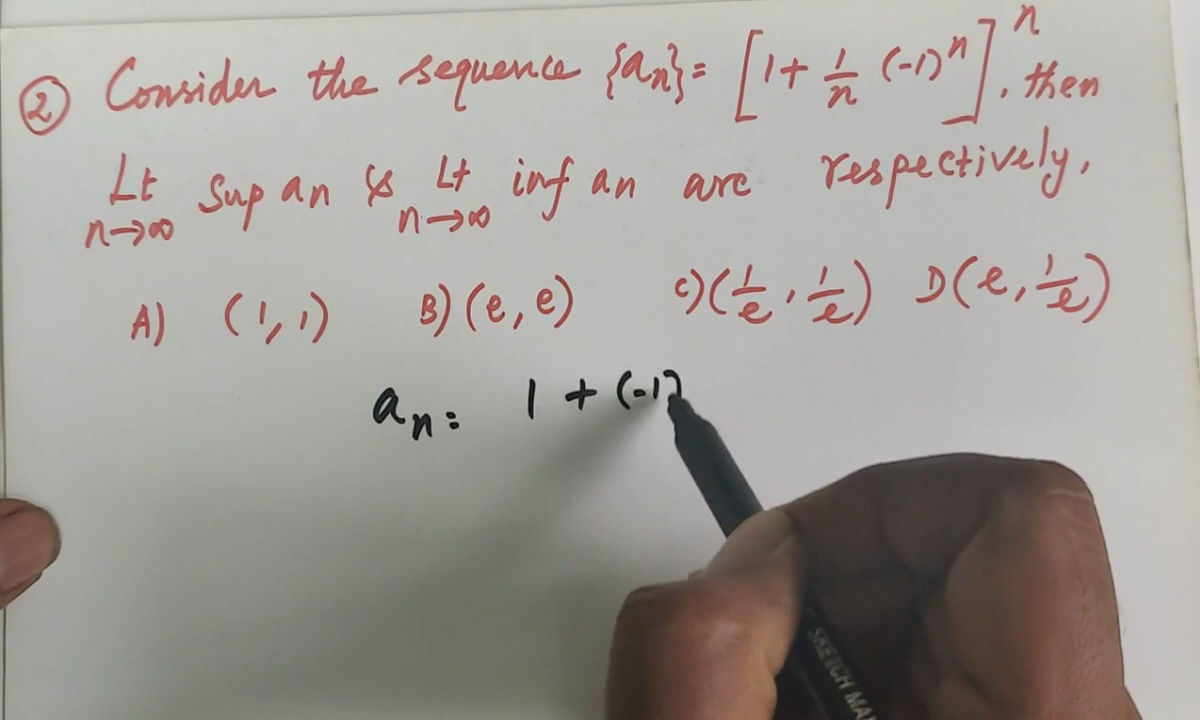 ② Consider the sequence {an} = [1 + 1/n (-1)^n]^n, then
Lt n→∞ Sup an & Lt n→∞ inf an are respectively,
A) (1, 1) B) (e, e) c) (1/e, 1/e) D (e, 1/e)
an = 1 + (-1)
SKETCH MA